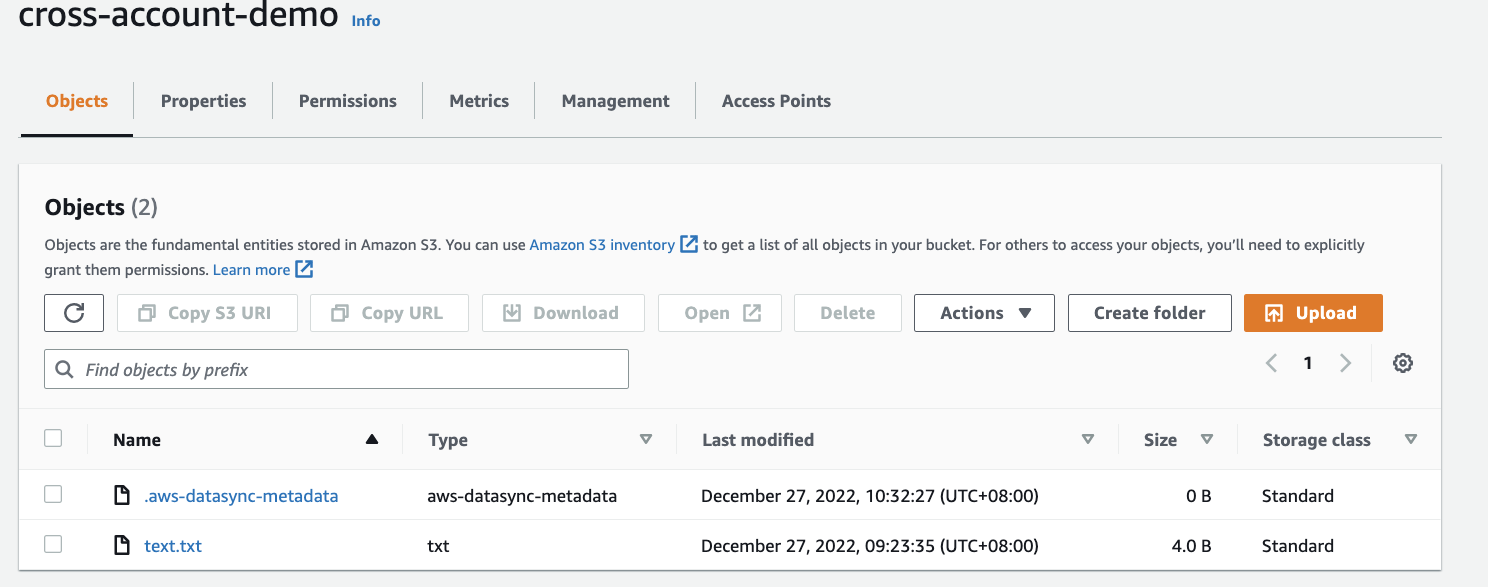 cross-account-demo Info
Objects Properties Permissions Metrics Management Access Points
Objects (2)
Objects are the fundamental entities stored in Amazon S3. You can use Amazon S3 inventory to get a list of all objects in your bucket. For others to access your objects, you'll need to explicitly
grant them permissions. Learn more
Copy S3 URI Copy URL Download Open Delete Actions Create folder Upload
Find objects by prefix 1
Name Type Last modified Size Storage class
.aws-datasync-metadata aws-datasync-metadata December 27, 2022, 10:32:27 (UTC+08:00) 0 B Standard
text.txt txt December 27, 2022, 09:23:35 (UTC+08:00) 4.0 B Standard